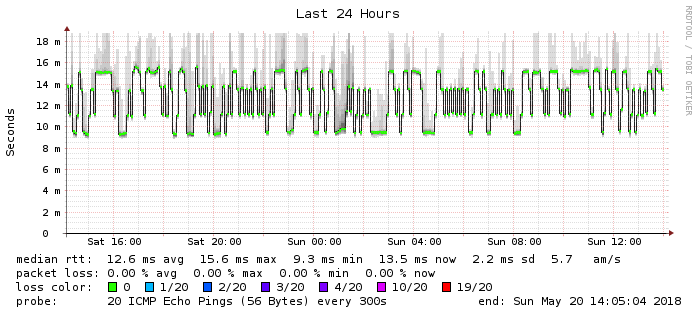 Last 24 Hours
RRDTOOL / TOBI OETIKER
Seconds
18 m
16 m
14 m
12 m
10 m
8 m
6 m
4 m
2 m
0
Sat 16:00 Sat 20:00 Sun 00:00 Sun 04:00 Sun 08:00 Sun 12:00
median rtt: 12.6 ms avg 15.6 ms max 9.3 ms min 13.5 ms now 2.2 ms sd 5.7 am/s
packet loss: 0.00 % avg 0.00 % max 0.00 % min 0.00 % now
loss color: 0 1/20 2/20 3/20 4/20 10/20 19/20
probe: 20 ICMP Echo Pings (56 Bytes) every 300s end: Sun May 20 14:05:04 2018